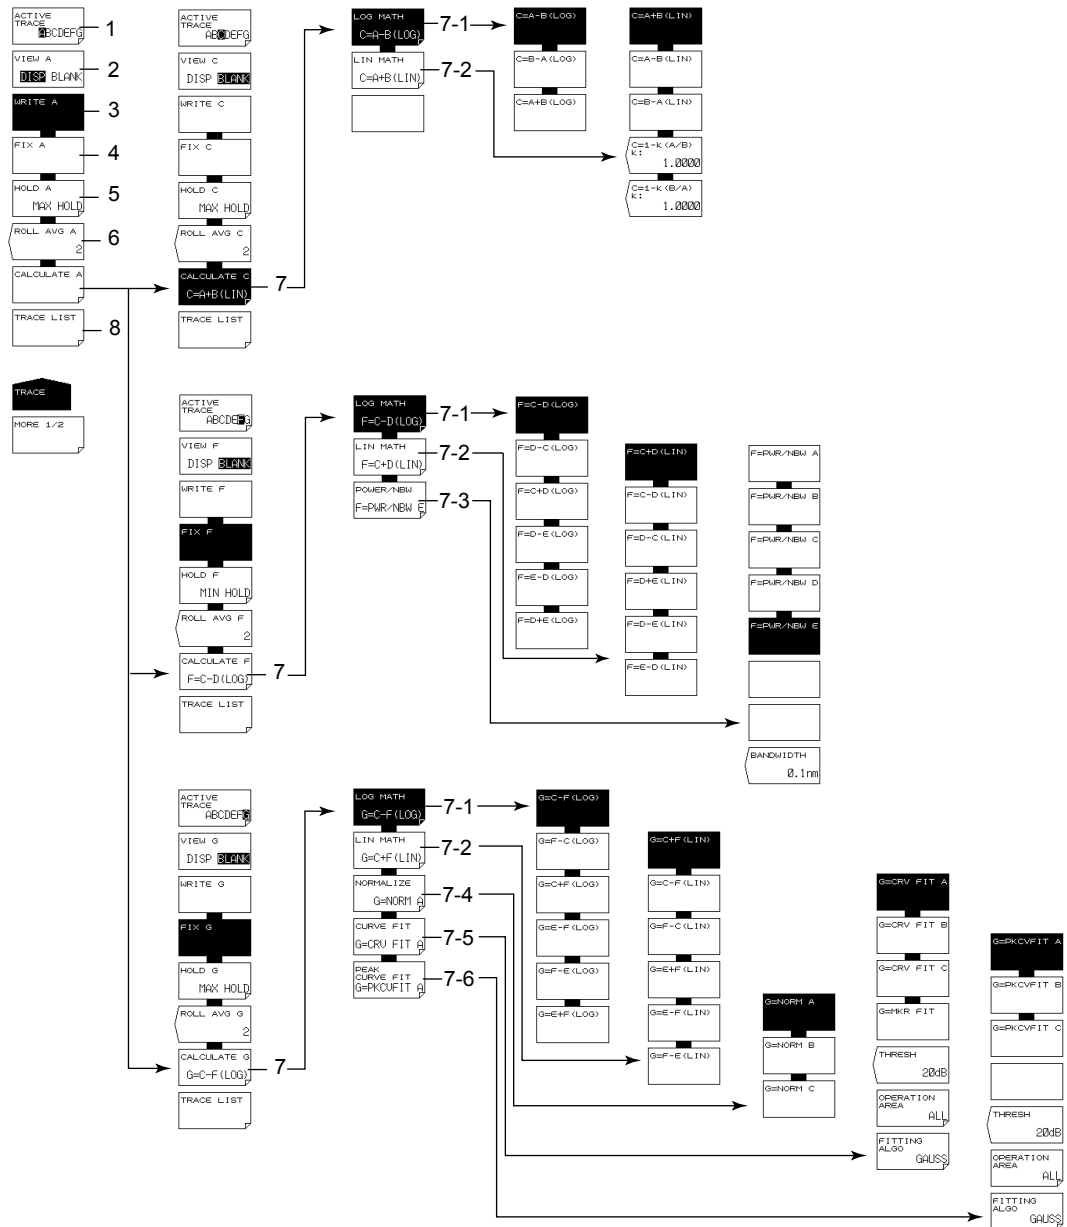 ACTIVE
TRACE
ABCDEFG
1
VIEW A
DISP BLANK
2
WRITE A
3
FIX A
4
HOLD A
MAX HOLD
5
ROLL AVG A
2
6
CALCULATE A
TRACE LIST
8
TRACE
MORE 1/2
ACTIVE
TRACE
ABCDEFG
VIEW C
DISP BLANK
WRITE C
FIX C
HOLD C
MAX HOLD
ROLL AVG C
2
CALCULATE C
C=A+B(LIN)
7
TRACE LIST
LOG MATH
C=A-B(LOG)
7-1
LIN MATH
C=A+B(LIN)
7-2
C=A-B(LOG)
C=B-A(LOG)
C=A+B(LOG)
C=A+B(LIN)
C=A-B(LIN)
C=B-A(LIN)
C=1-k(A/B)
k:
1.0000
C=1-k(B/A)
k:
1.0000
ACTIVE
TRACE
ABCDEFG
VIEW F
DISP BLANK
WRITE F
FIX F
HOLD F
MIN HOLD
ROLL AVG F
2
CALCULATE F
F=C-D(LOG)
7
TRACE LIST
LOG MATH
F=C-D(LOG)
7-1
LIN MATH
F=C+D(LIN)
7-2
POWER/NBW
F=PWR/NBW E
7-3
F=C-D(LOG)
F=D-C(LOG)
F=C+D(LOG)
F=D-E(LOG)
F=E-D(LOG)
F=D+E(LOG)
F=C+D(LIN)
F=C-D(LIN)
F=D-C(LIN)
F=D+E(LIN)
F=D-E(LIN)
F=E-D(LIN)
F=PWR/NBW A
F=PWR/NBW B
F=PWR/NBW C
F=PWR/NBW D
F=PWR/NBW E
BANDWIDTH
0.1nm
ACTIVE
TRACE
ABCDEFG
VIEW G
DISP BLANK
WRITE G
FIX G
HOLD G
MAX HOLD
ROLL AVG G
2
CALCULATE G
G=C-F(LOG)
7
TRACE LIST
LOG MATH
G=C-F(LOG)
7-1
LIN MATH
G=C+F(LIN)
7-2
NORMALIZE
G=NORM A
7-4
CURVE FIT
G=CRV FIT A
7-5
PEAK
CURVE FIT
G=PKCVFIT A
7-6
G=C-F(LOG)
G=F-C(LOG)
G=C+F(LOG)
G=E-F(LOG)
G=F-E(LOG)
G=E+F(LOG)
G=C+F(LIN)
G=C-F(LIN)
G=F-C(LIN)
G=E+F(LIN)
G=E-F(LIN)
G=F-E(LIN)
G=NORM A
G=NORM B
G=NORM C
G=CRV FIT A
G=CRV FIT B
G=CRV FIT C
G=MKR FIT
THRESH
20dB
OPERATION
AREA
ALL
FITTING
ALGO
GAUSS
G=PKCVFIT A
G=PKCVFIT B
G=PKCVFIT C
THRESH
20dB
OPERATION
AREA
ALL
FITTING
ALGO
GAUSS